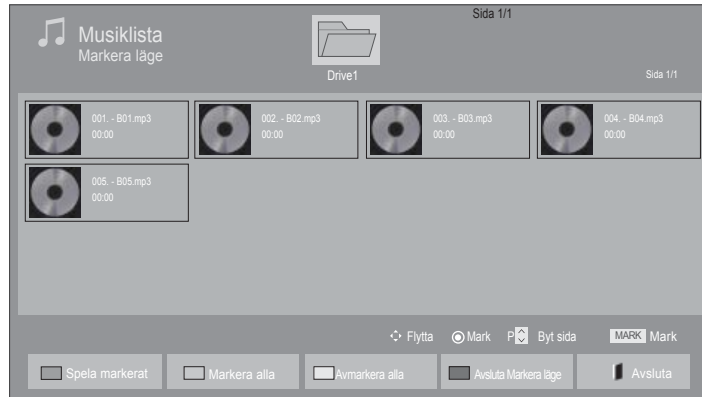 Sida 1/1
Musiklista
Markera läge
Drive1
Sida 1/1
001. - B01.mp3
00:00
002. - B02.mp3
00:00
003. - B03.mp3
00:00
004. - B04.mp3
00:00
005. - B05.mp3
00:00
Flytta Mark P Byt sida MARK Mark
Spela markerat Markera alla Avmarkera alla Avsluta Markera läge Avsluta